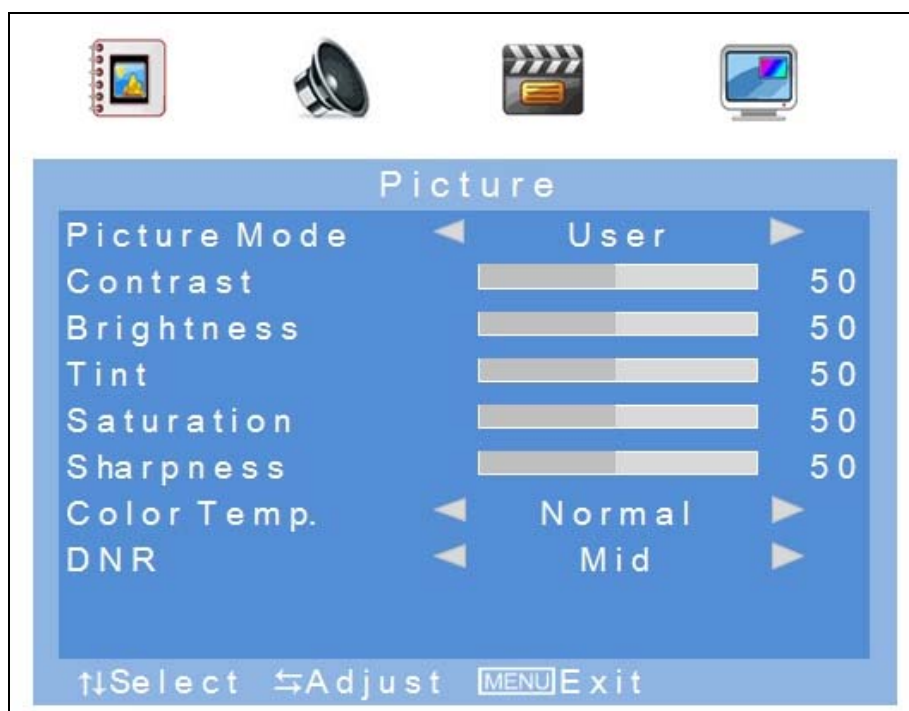 Picture
Picture Mode User
Contrast 50
Brightness 50
Tint 50
Saturation 50
Sharpness 50
Color Temp. Normal
DNR Mid
↑↓Select ⇆Adjust MENU Exit